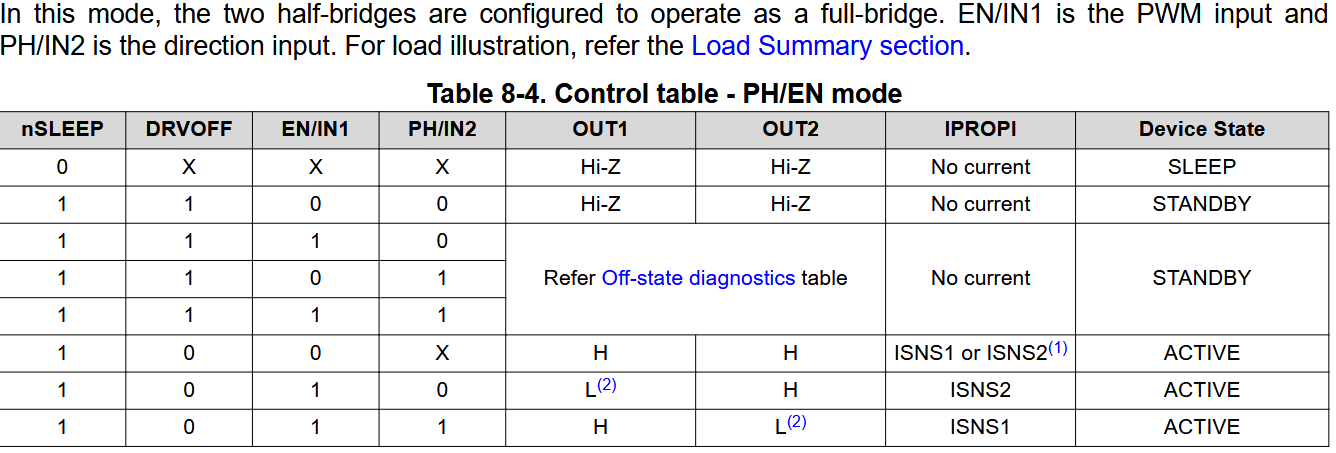 In this mode, the two half-bridges are configured to operate as a full-bridge. EN/IN1 is the PWM input and
PH/IN2 is the direction input. For load illustration, refer the Load Summary section.
Table 8-4. Control table - PH/EN mode
nSLEEP DRVOFF EN/IN1 PH/IN2 OUT1 OUT2 IPROPI Device State
0 X X X Hi-Z Hi-Z No current SLEEP
1 1 0 0 Hi-Z Hi-Z No current STANDBY
1 1 1 0
1 1 0 1 Refer Off-state diagnostics table No current STANDBY
1 1 1 1
1 0 0 X H H ISNS1 or ISNS2(1) ACTIVE
1 0 1 0 L(2) H ISNS2 ACTIVE
1 0 1 1 H L(2) ISNS1 ACTIVE